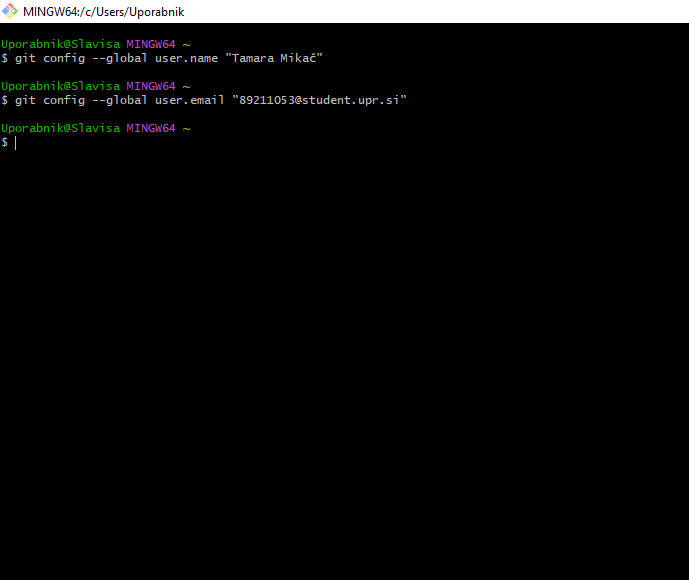 MINGW64:/c/Users/Uporabnik
Uporabnik@Slavisa MINGW64 ~
$ git config --global user.name "Tamara Mikač"
Uporabnik@Slavisa MINGW64 ~
$ git config --global user.email "89211053@student.upr.si"
Uporabnik@Slavisa MINGW64 ~
$